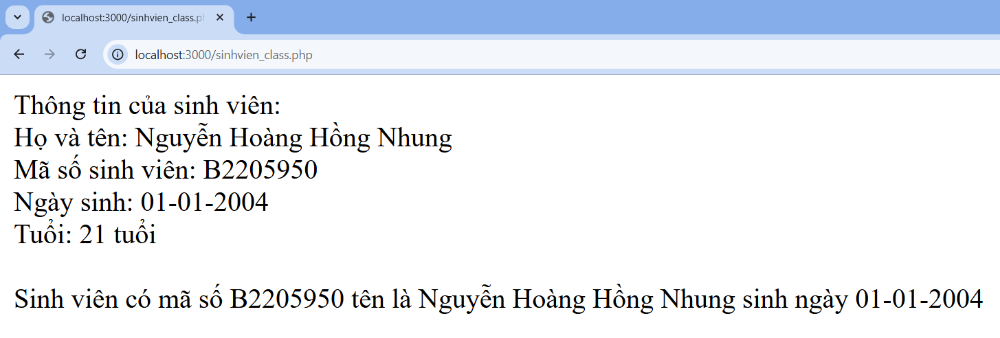 localhost:3000/sinhvien_class.ph
localhost:3000/sinhvien_class.php
Thông tin của sinh viên:
Họ và tên: Nguyễn Hoàng Hồng Nhung
Mã số sinh viên: B2205950
Ngày sinh: 01-01-2004
Tuổi: 21 tuổi
Sinh viên có mã số B2205950 tên là Nguyễn Hoàng Hồng Nhung sinh ngày 01-01-2004